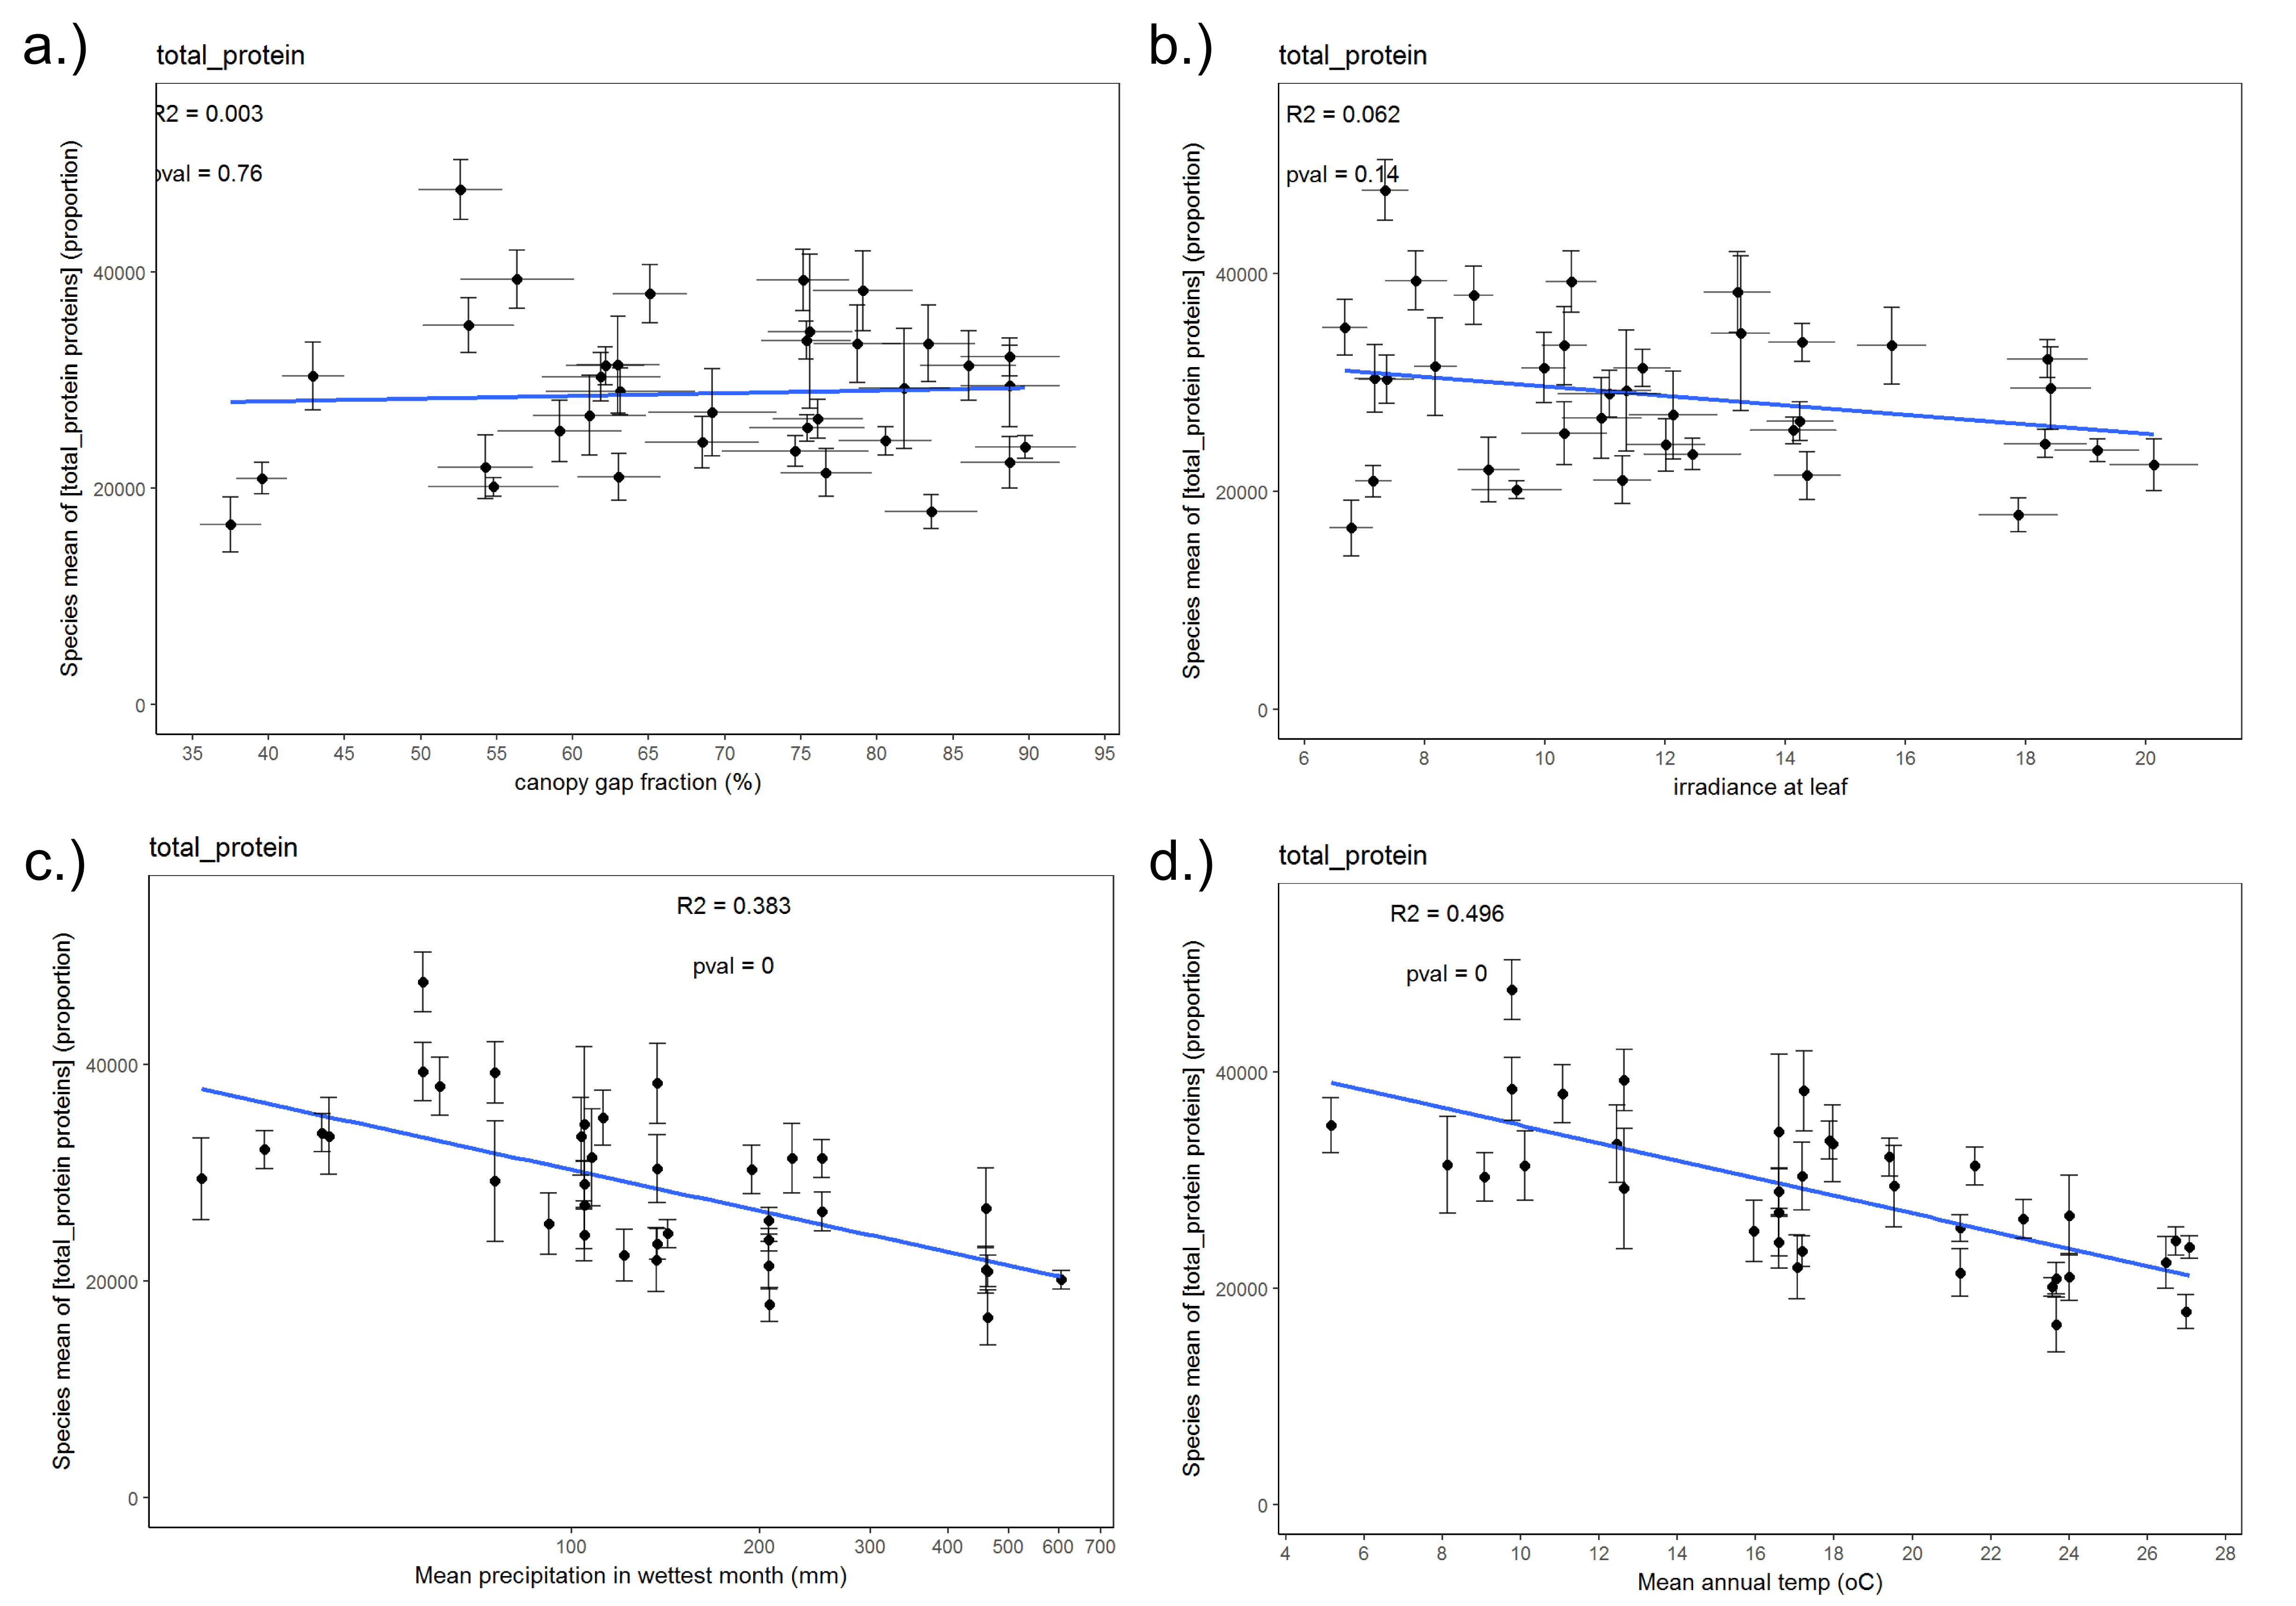 a.)
total_protein
R2 = 0.003
pval = 0.76
Species mean of [total_protein proteins] (proportion)
40000
20000
0
35 40 45 50 55 60 65 70 75 80 85 90 95
canopy gap fraction (%)
b.)
total_protein
R2 = 0.062
pval = 0.14
Species mean of [total_protein proteins] (proportion)
40000
20000
0
6 8 10 12 14 16 18 20
irradiance at leaf
c.)
total_protein
R2 = 0.383
pval = 0
Species mean of [total_protein proteins] (proportion)
40000
20000
0
100 200 300 400 500 600 700
Mean precipitation in wettest month (mm)
d.)
total_protein
R2 = 0.496
pval = 0
Species mean of [total_protein proteins] (proportion)
40000
20000
0
4 6 8 10 12 14 16 18 20 22 24 26 28
Mean annual temp (oC)